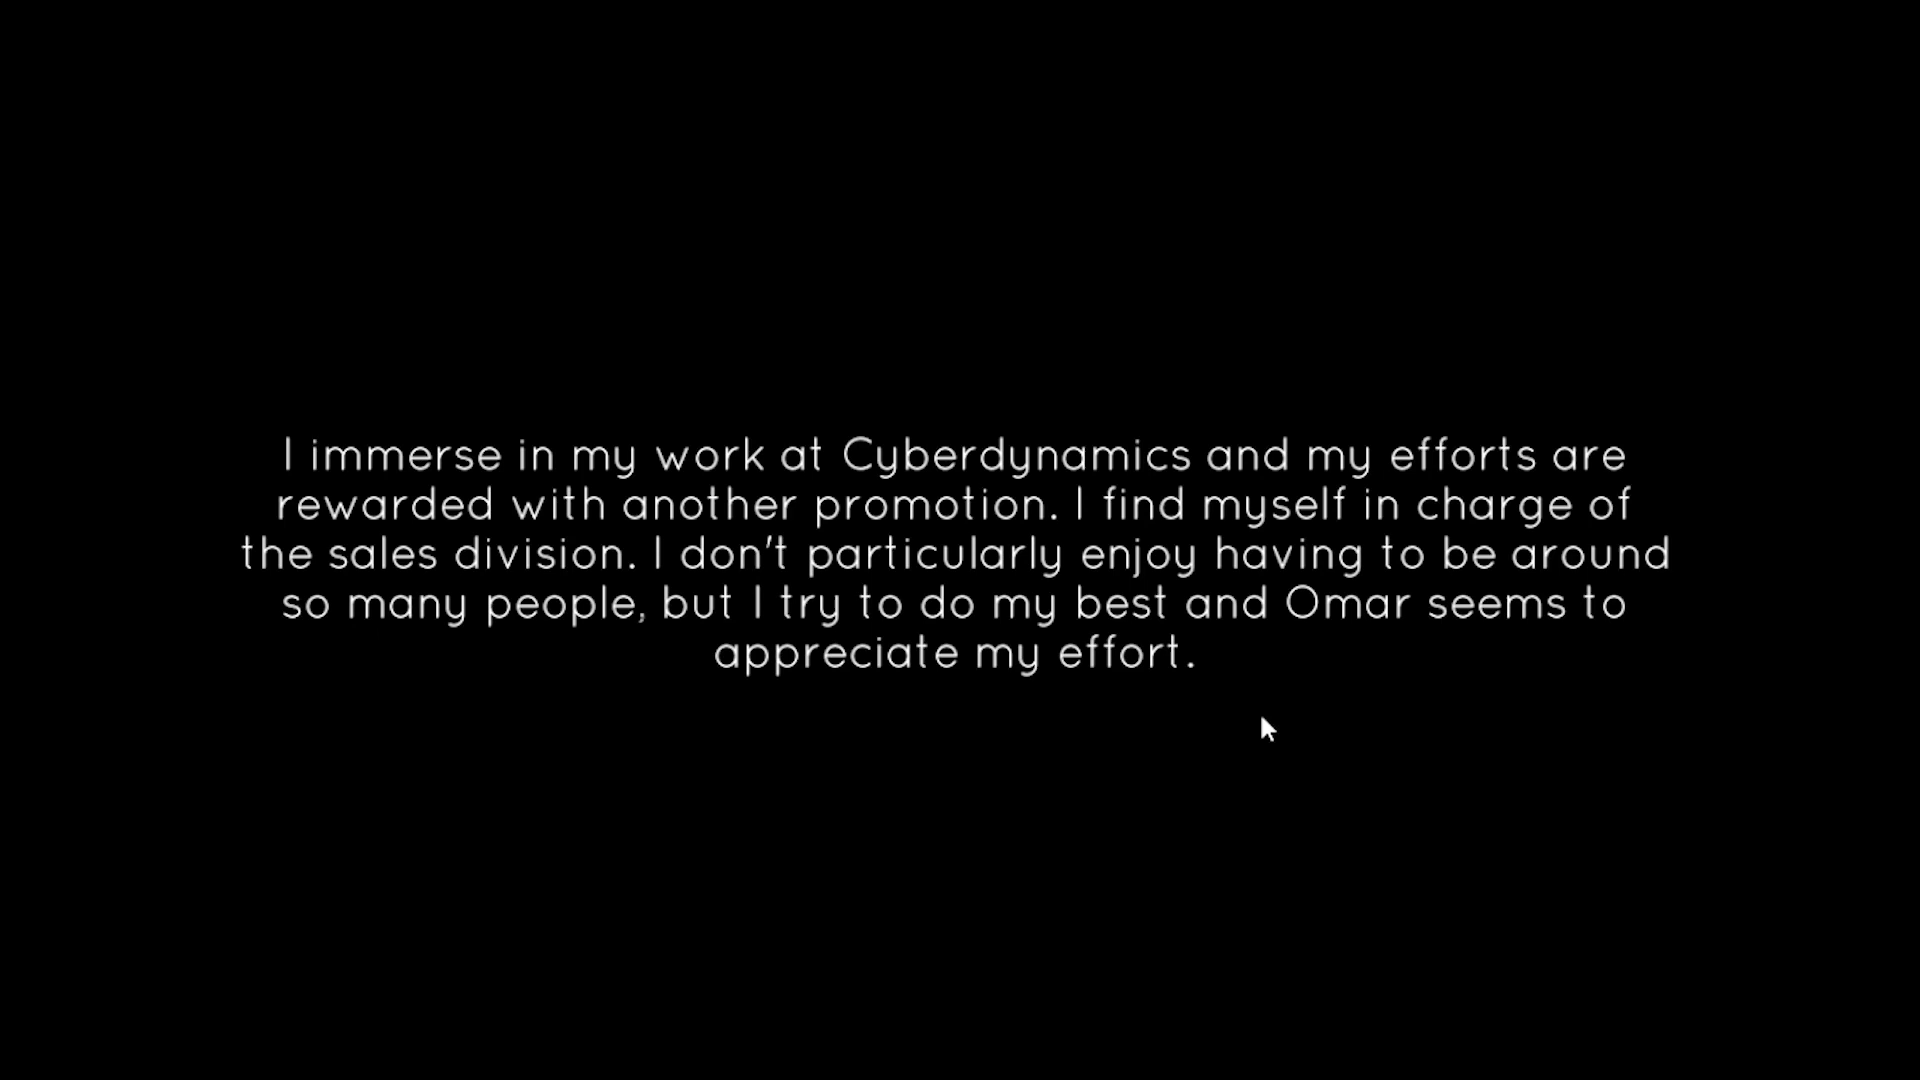 I immerse in my work at Cyberdynamics and my efforts are
rewarded with another promotion. I find myself in charge of
the sales division. I don't particularly enjoy having to be around
so many people, but I try to do my best and Omar seems to
appreciate my effort.